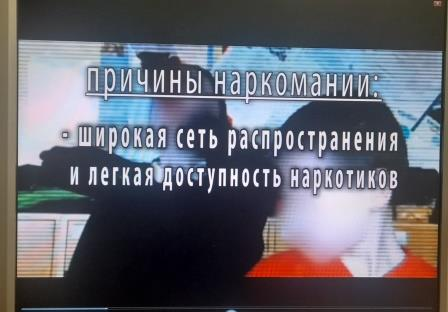 причины наркомании:
- широкая сеть распространения
и легкая доступность наркотиков